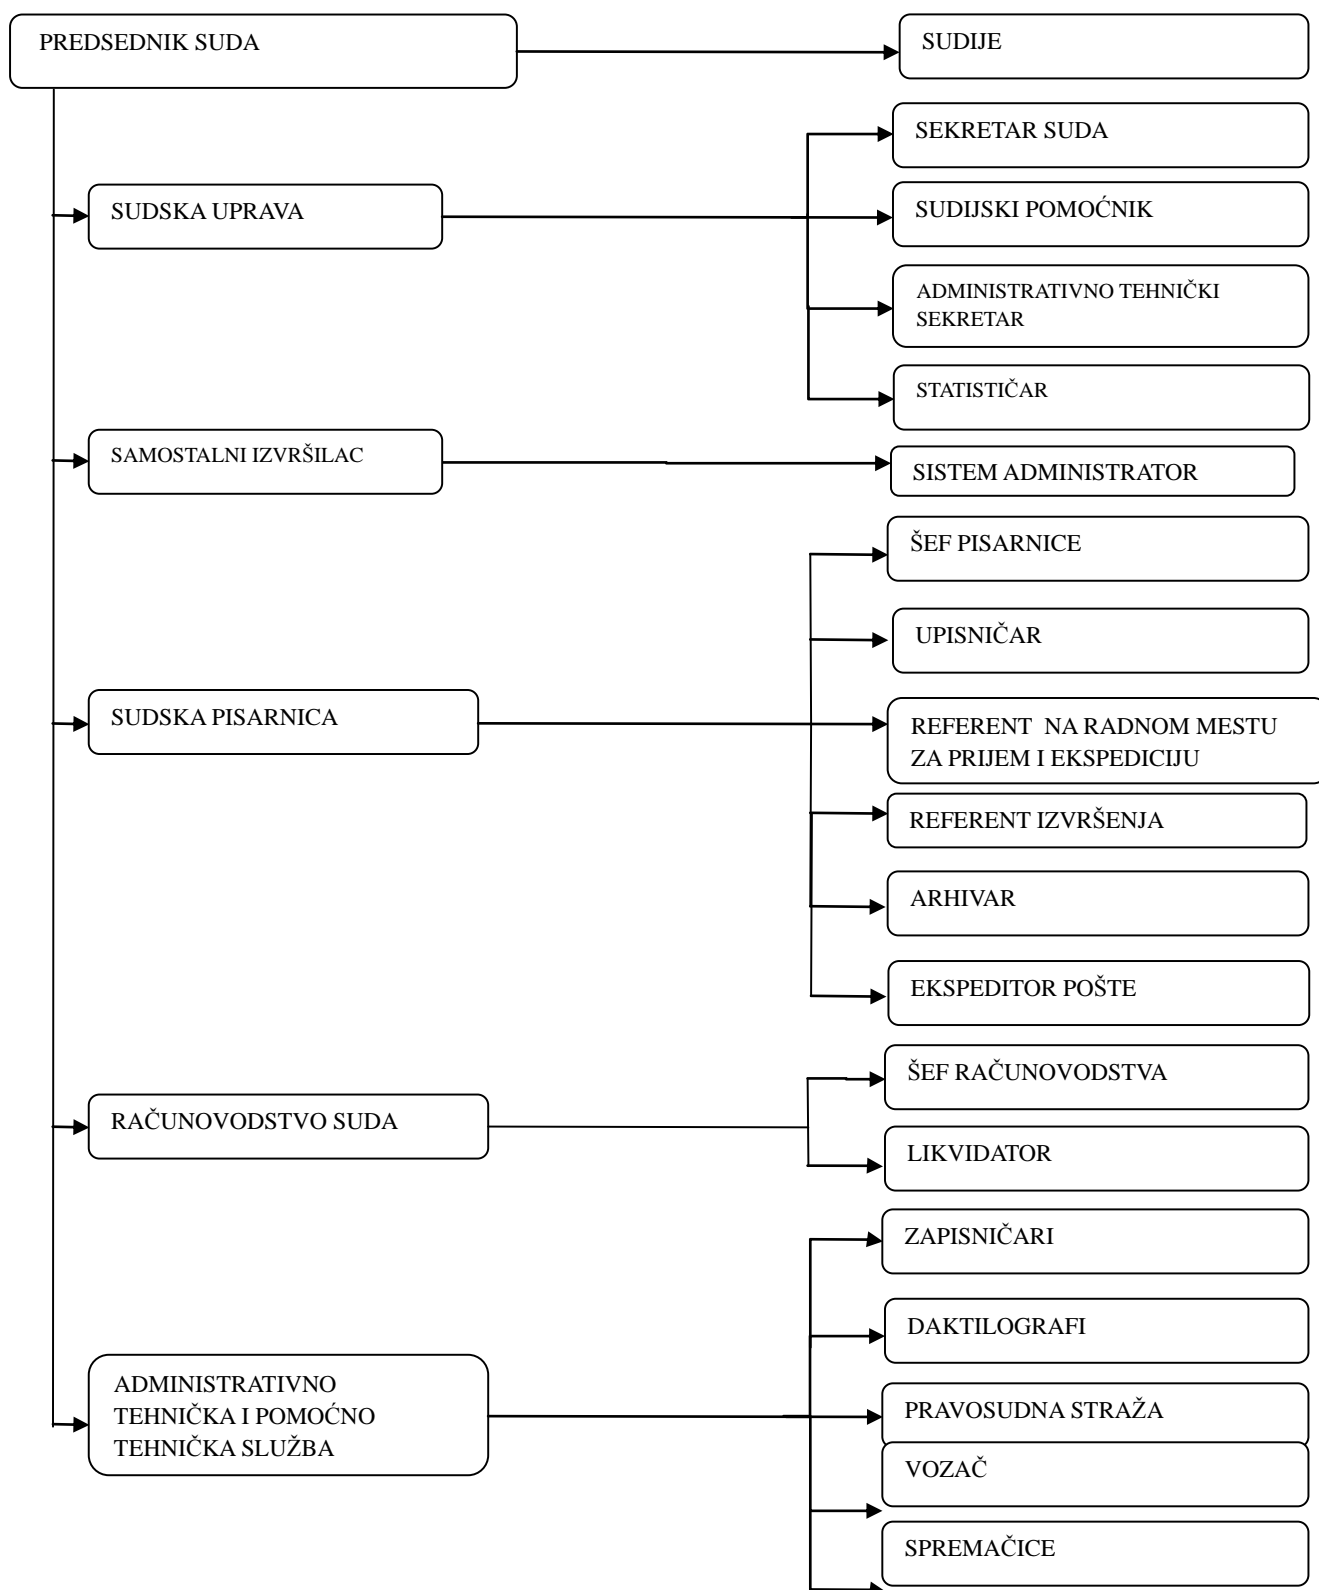 PREDSEDNIK SUDA
SUDIJE
SEKRETAR SUDA
SUDSKA UPRAVA
SUDIJSKI POMOĆNIK
ADMINISTRATIVNO TEHNIČKI
SEKRETAR
STATISTIČAR
SAMOSTALNI IZVRŠILAC
SISTEM ADMINISTRATOR
ŠEF PISARNICE
UPISNIČAR
SUDSKA PISARNICA
REFERENT NA RADNOM MESTU
ZA PRIJEM I EKSPEDICIJU
REFERENT IZVRŠENJA
ARHIVAR
EKSPEDITOR POŠTE
ŠEF RAČUNOVODSTVA
RAČUNOVODSTVO SUDA
LIKVIDATOR
ZAPISNIČARI
DAKTILOGRAFI
ADMINISTRATIVNO
TEHNIČKA I POMOĆNO
TEHNIČKA SLUŽBA
PRAVOSUDNA STRAŽA
VOZAČ
SPREMAČICE